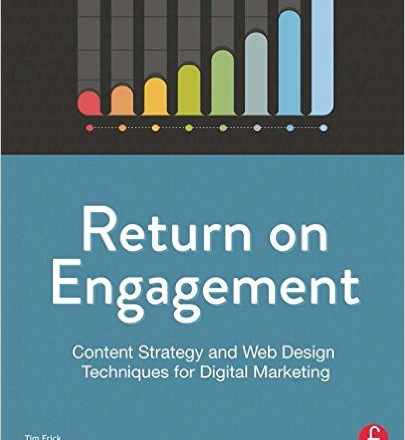 Return on
Engagement
Content Strategy and Web Design
Techniques for Digital Marketing
Tim Frick